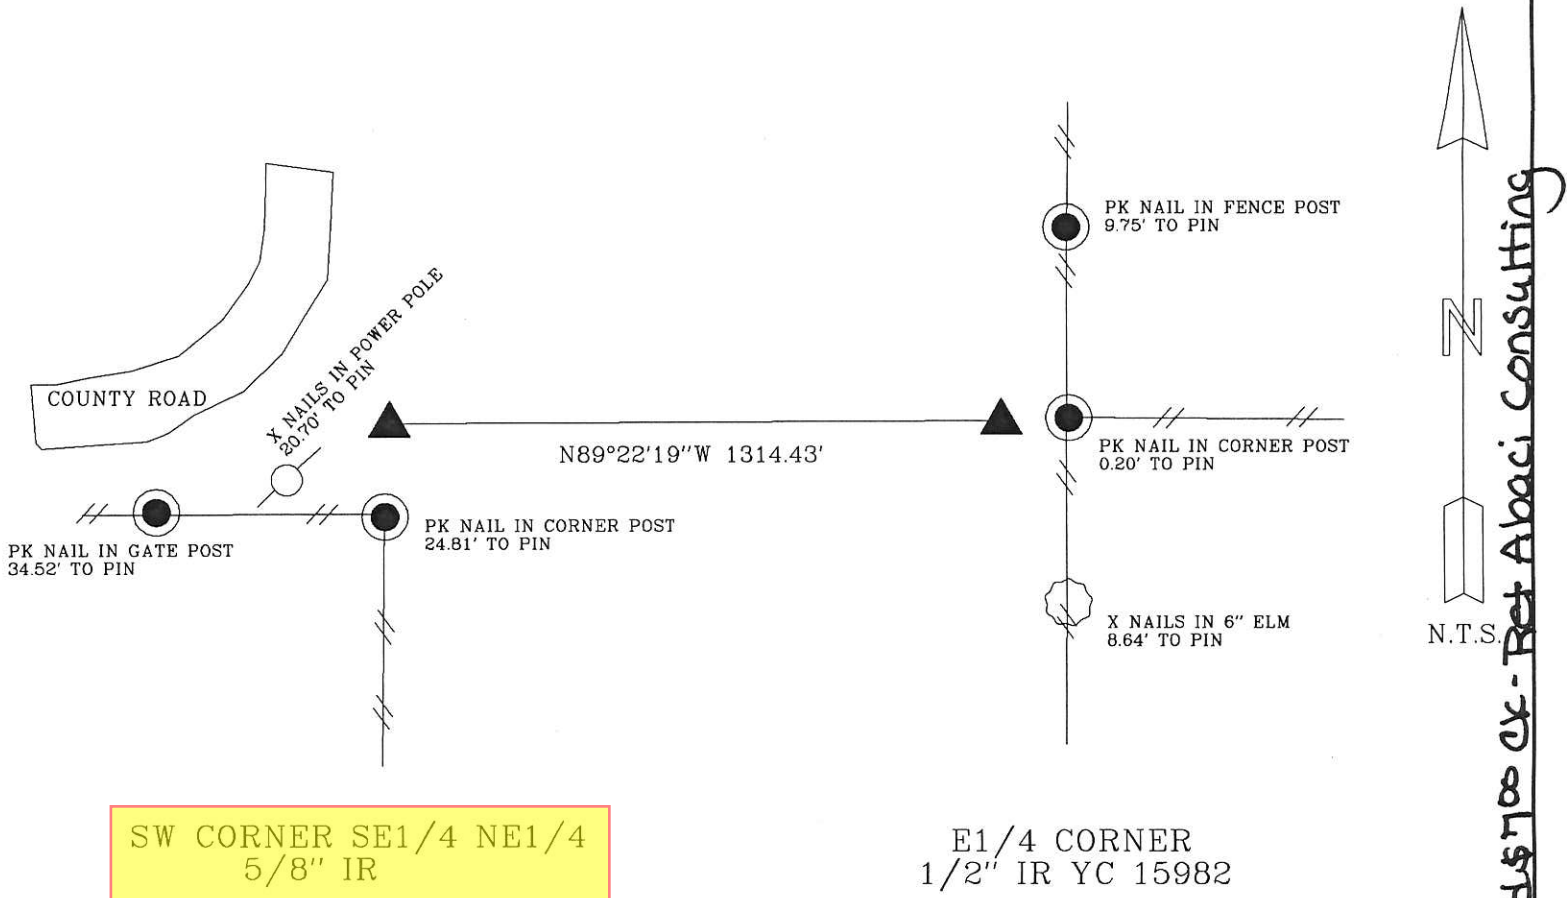 PK NAIL IN FENCE POST
9.75' TO PIN
X NAILS IN POWER POLE
20.70' TO PIN
COUNTY ROAD
N
N89°22'19"W 1314.43'
PK NAIL IN CORNER POST
0.20' TO PIN
PK NAIL IN CORNER POST
24.81' TO PIN
PK NAIL IN GATE POST
34.52' TO PIN
X NAILS IN 6" ELM
8.64' TO PIN
N.T.S.
SW CORNER SE1/4 NE1/4
5/8" IR
E1/4 CORNER
1/2" IR YC 15982
Abaci Consulting